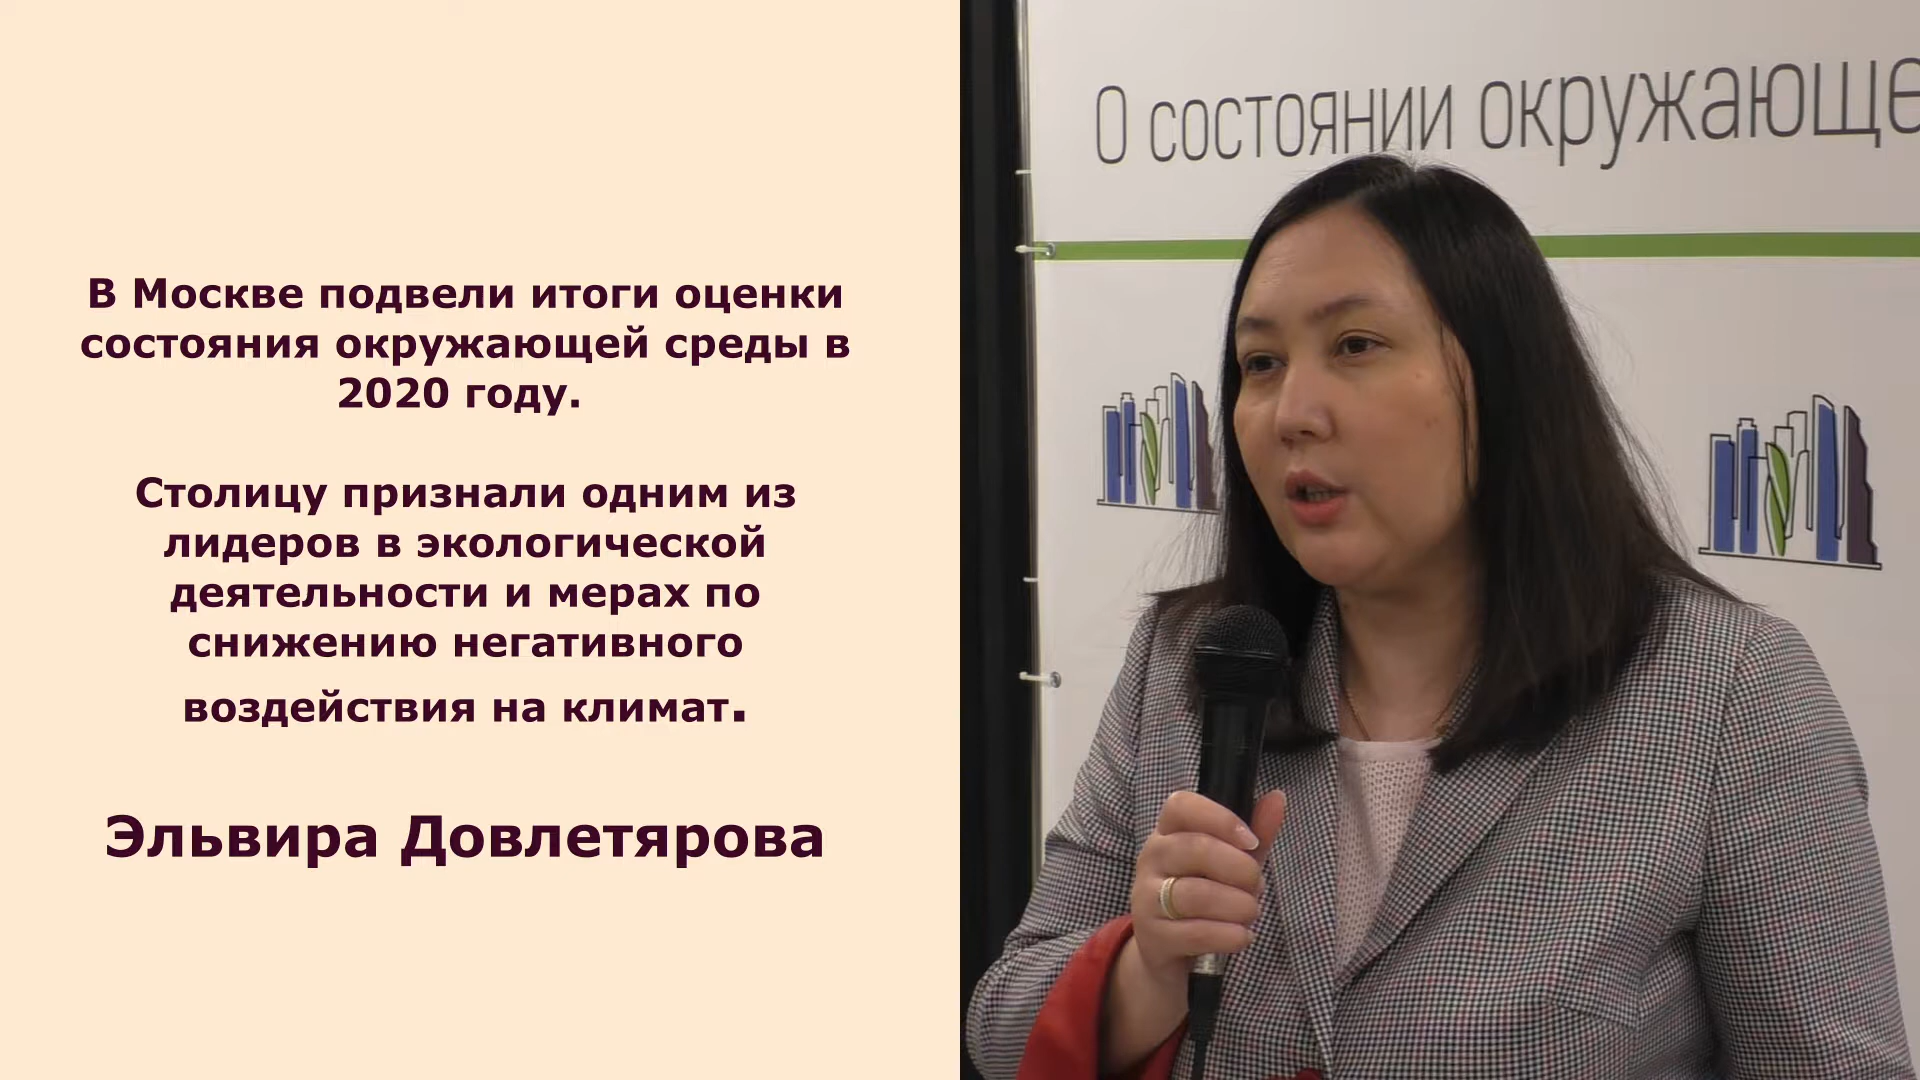 В Москве подвели итоги оценки
состояния окружающей среды в
2020 году.
Столицу признали одним из
лидеров в экологической
деятельности и мерах по
снижению негативного
воздействия на климат.
Эльвира Довлетярова
О состоянии окружающе